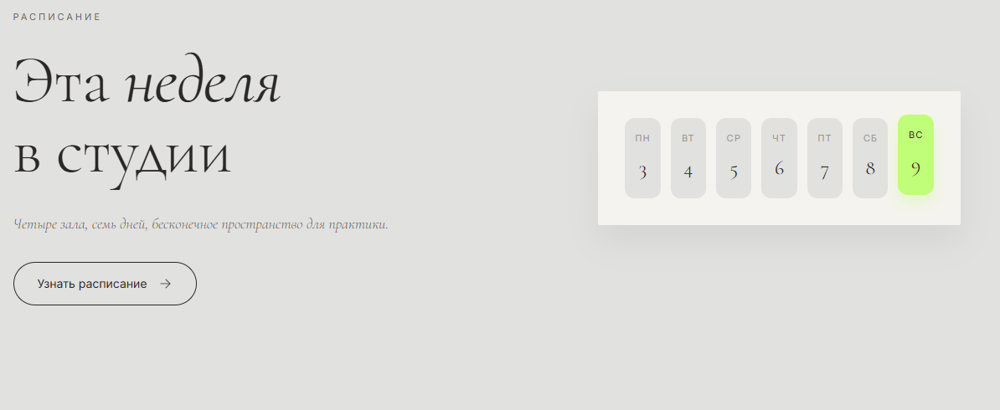 РАСПИСАНИЕ
Эта неделя
в студии
Четыре зала, семь дней, бесконечное пространство для практики.
Узнать расписание →
ПН ВТ СР ЧТ ПТ СБ ВС
3 4 5 6 7 8 9